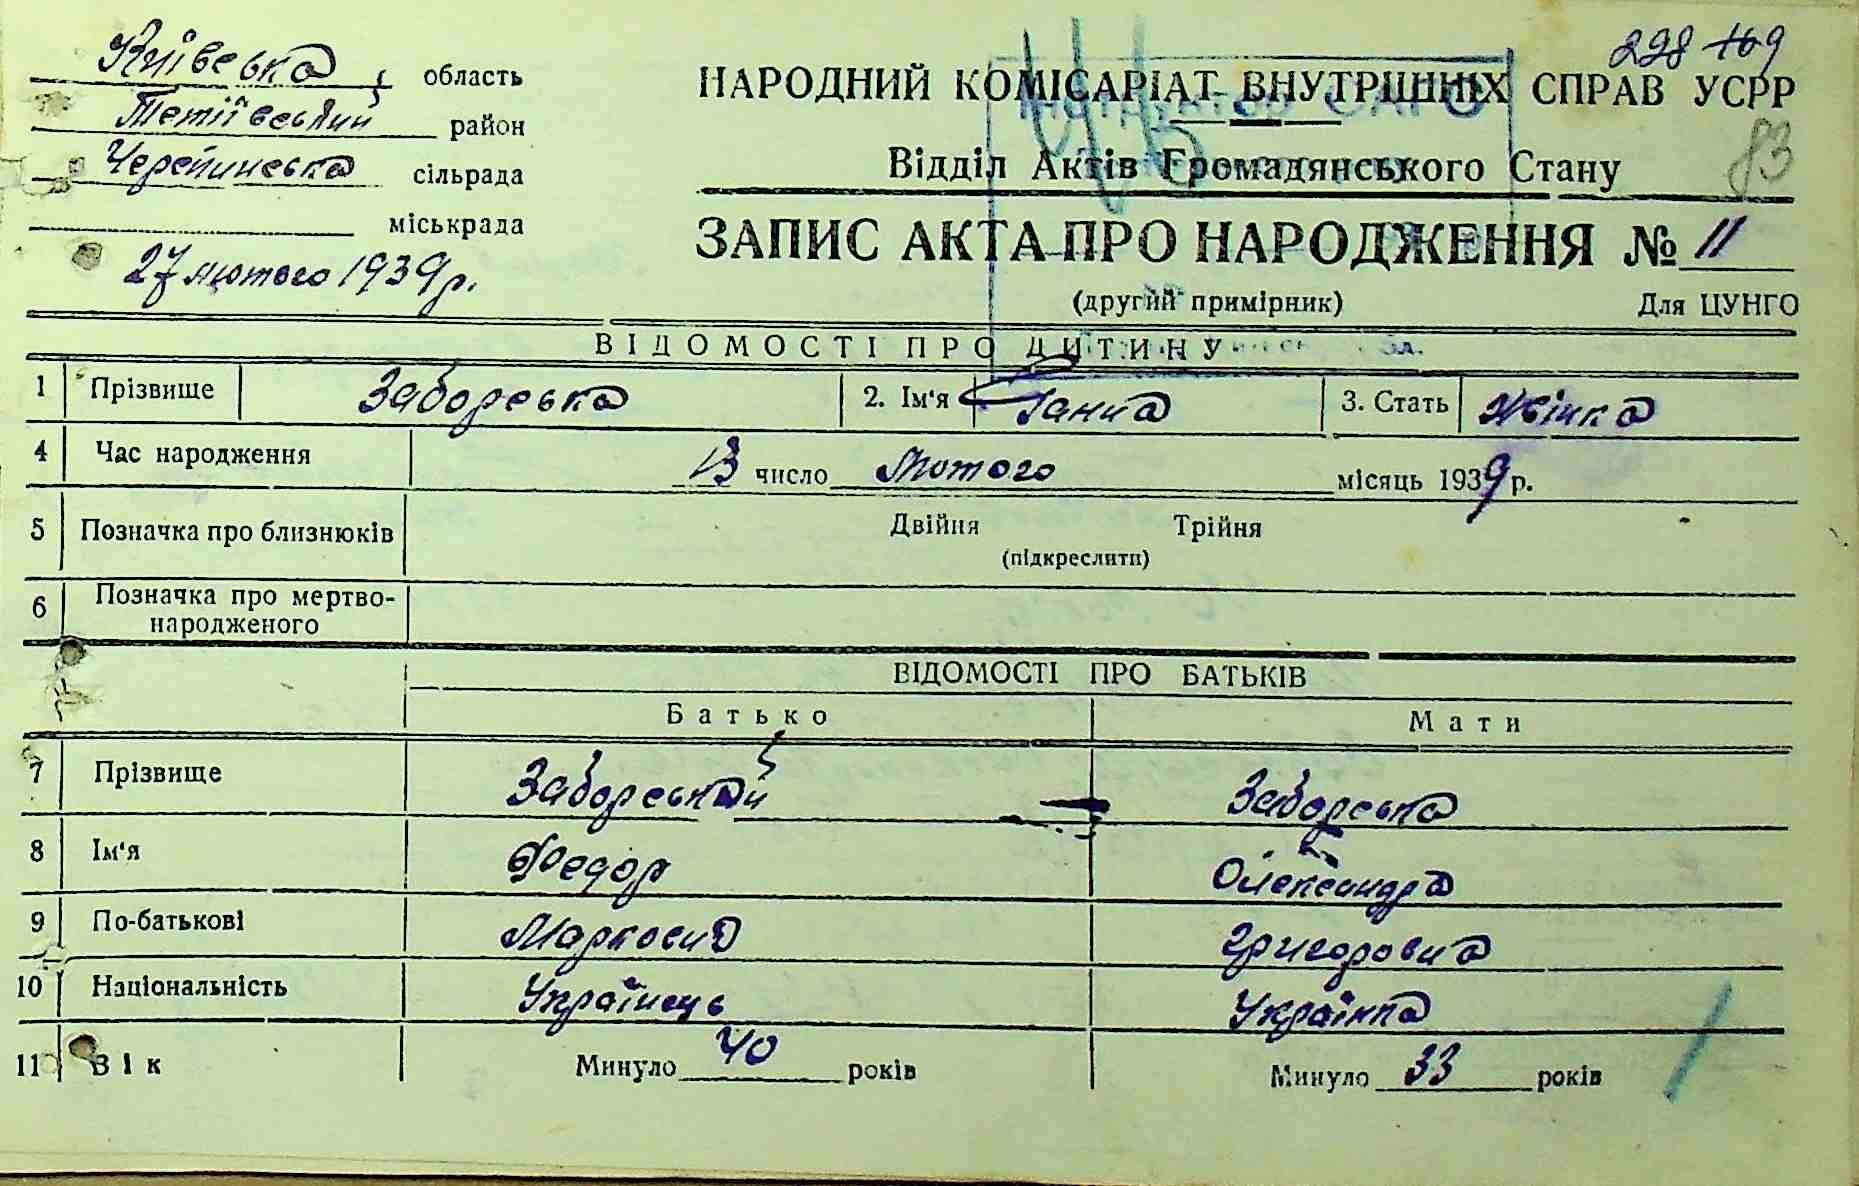 298 169
Київська область
Тетіївський район
Черепинська сільрада
міськрада
27 лютого 1939 р.
НАРОДНИЙ КОМІСАРІАТ ВНУТРІШНІХ СПРАВ УСРР
Відділ Актів Громадянського Стану
83
ЗАПИС АКТА ПРО НАРОДЖЕННЯ № 11
(другий примірник) Для ЦУНГО
ВІДОМОСТІ ПРО ДИТИНУ
1 Прізвище Заборська 2. Ім'я Ганна 3. Стать Жінка
4 Час народження 13 число Лютого місяць 1939 р.
5 Позначка про близнюків Двійня Трійня
(підкреслити)
6 Позначка про мертво-
народженого
ВІДОМОСТІ ПРО БАТЬКІВ
Батько Мати
7 Прізвище Заборський Заборська
8 Ім'я Федор Олександра
9 По-батькові Маркович Григоровна
10 Національність Українець Українка
11 Вік Минуло 40 років Минуло 33 років